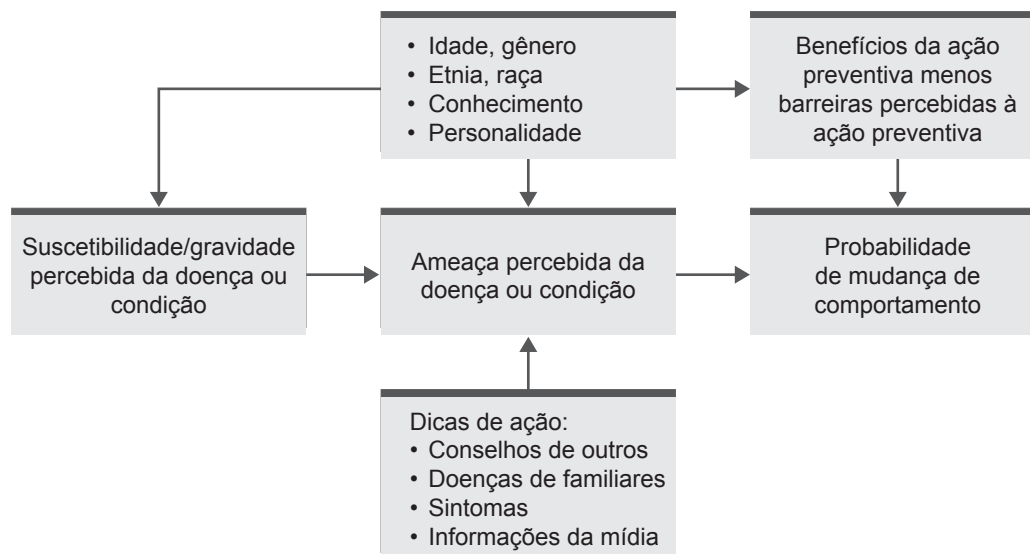 • Idade, gênero
• Etnia, raça
• Conhecimento
• Personalidade
Benefícios da ação
preventiva menos
barreiras percebidas à
ação preventiva
Suscetibilidade/gravidade
percebida da doença ou
condição
Ameaça percebida da
doença ou condição
Probabilidade
de mudança de
comportamento
Dicas de ação:
• Conselhos de outros
• Doenças de familiares
• Sintomas
• Informações da mídia